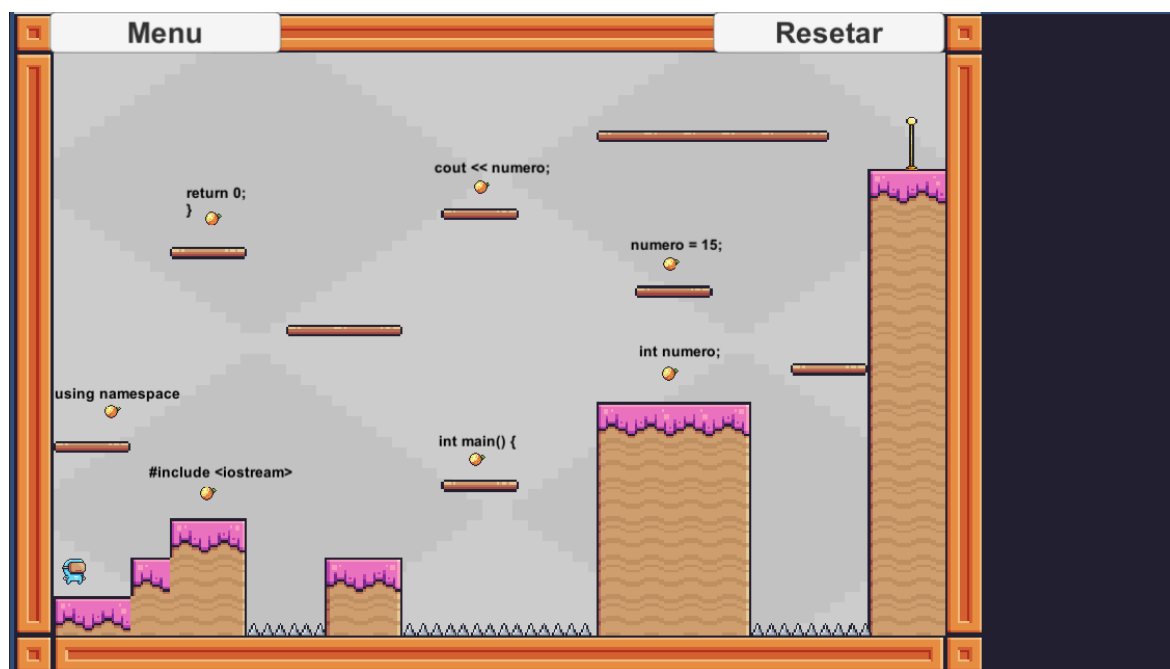 Menu
Resetar
cout << numero;
return 0;
}
numero = 15;
int numero;
using namespace
int main() {
#include <iostream>